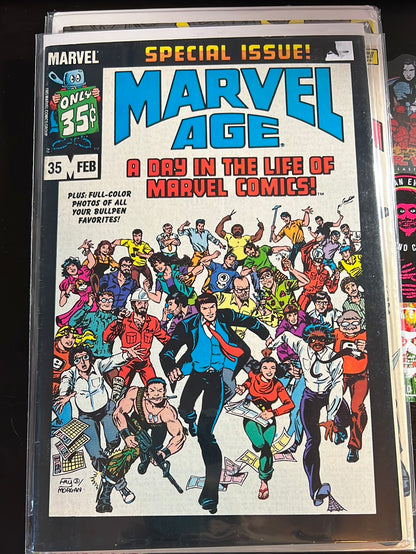 MARVEL
SPECIAL ISSUE!
ONLY
35¢
MARVEL
AGE
35 FEB
A DAY IN THE LIFE OF
MARVEL COMICS!
PLUS: FULL-COLOR
PHOTOS OF ALL
YOUR BULLPEN
FAVORITES!
MORGAN